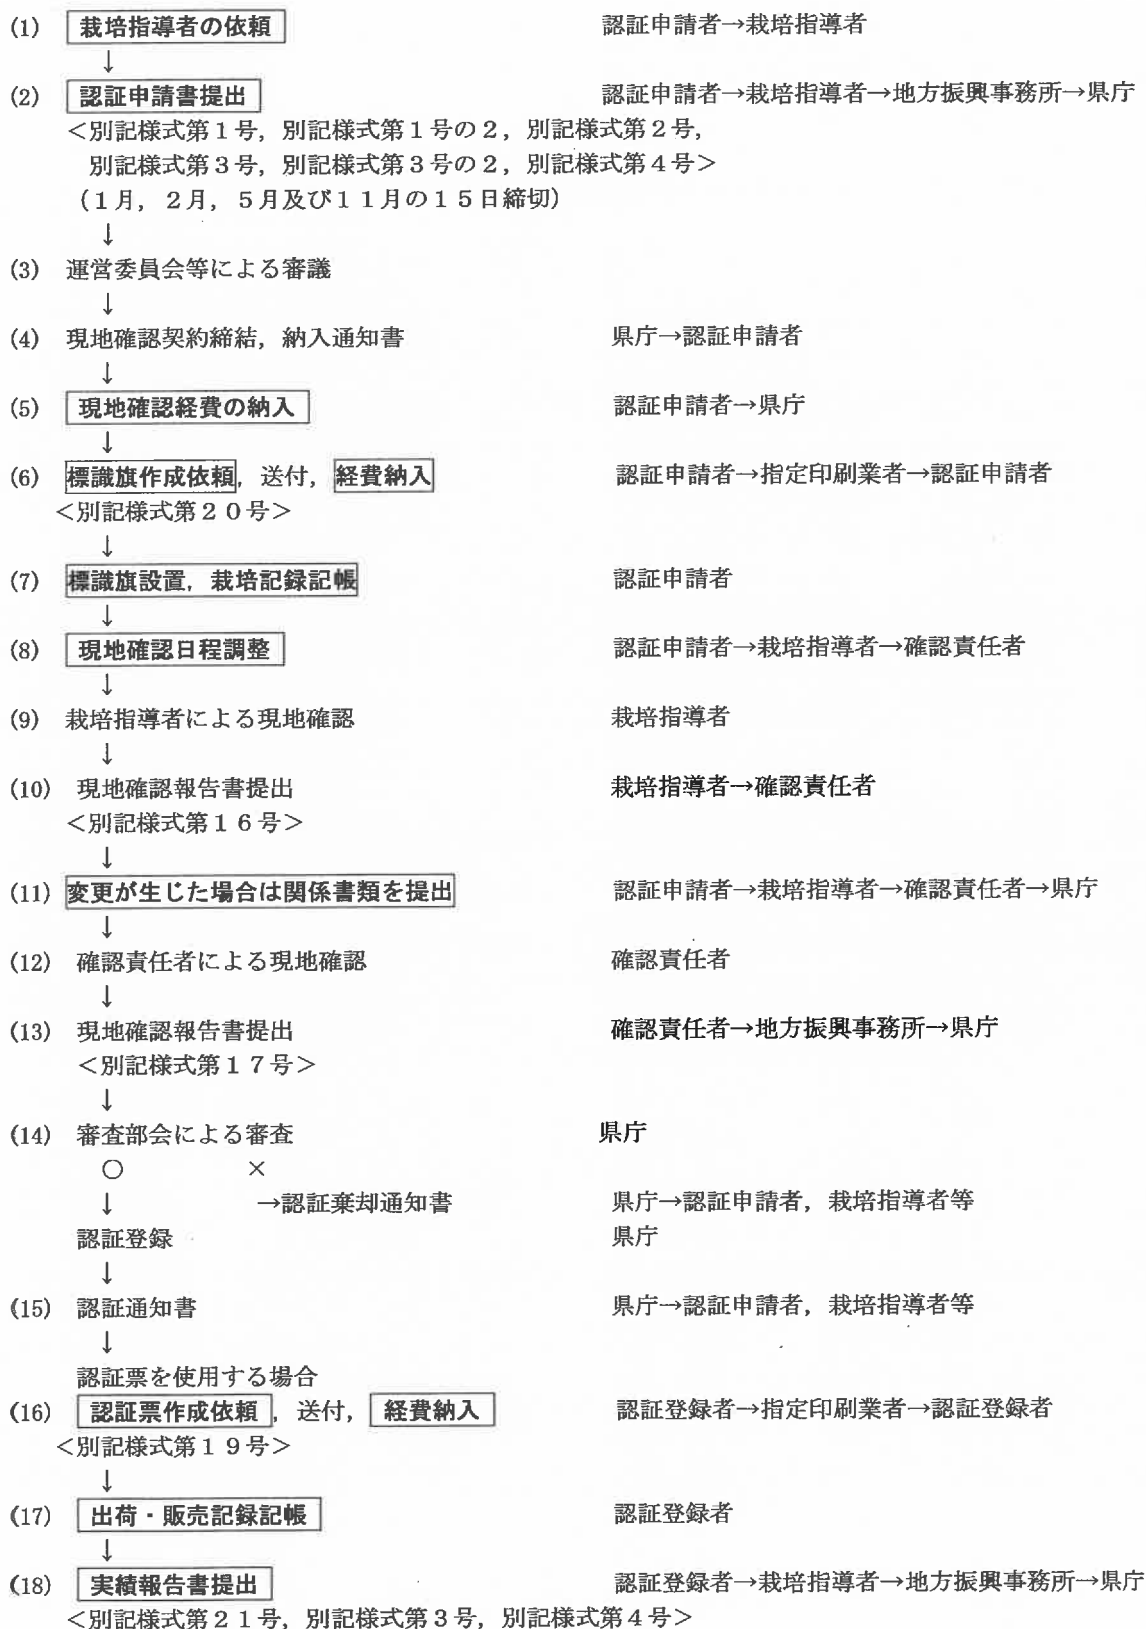 (1) 栽培指導者の依頼 認証申請者→栽培指導者
↓
(2) 認証申請書提出 認証申請者→栽培指導者→地方振興事務所→県庁
＜別記様式第１号，別記様式第１号の２，別記様式第２号，
別記様式第３号，別記様式第３号の２，別記様式第４号＞
（１月，２月，５月及び１１月の１５日締切）
↓
(3) 運営委員会等による審議
↓
(4) 現地確認契約締結，納入通知書 県庁→認証申請者
↓
(5) 現地確認経費の納入 認証申請者→県庁
↓
(6) 標識旗作成依頼，送付，経費納入 認証申請者→指定印刷業者→認証申請者
＜別記様式第２０号＞
↓
(7) 標識旗設置，栽培記録記帳 認証申請者
↓
(8) 現地確認日程調整 認証申請者→栽培指導者→確認責任者
↓
(9) 栽培指導者による現地確認 栽培指導者
↓
(10) 現地確認報告書提出 栽培指導者→確認責任者
＜別記様式第１６号＞
↓
(11) 変更が生じた場合は関係書類を提出 認証申請者→栽培指導者→確認責任者→県庁
↓
(12) 確認責任者による現地確認 確認責任者
↓
(13) 現地確認報告書提出 確認責任者→地方振興事務所→県庁
＜別記様式第１７号＞
↓
(14) 審査部会による審査 県庁
○ ×
↓ →認証棄却通知書 県庁→認証申請者，栽培指導者等
認証登録 県庁
↓
(15) 認証通知書 県庁→認証申請者，栽培指導者等
↓
認証票を使用する場合
(16) 認証票作成依頼，送付，経費納入 認証登録者→指定印刷業者→認証登録者
＜別記様式第１９号＞
↓
(17) 出荷・販売記録記帳 認証登録者
↓
(18) 実績報告書提出 認証登録者→栽培指導者→地方振興事務所→県庁
＜別記様式第２１号，別記様式第３号，別記様式第４号＞